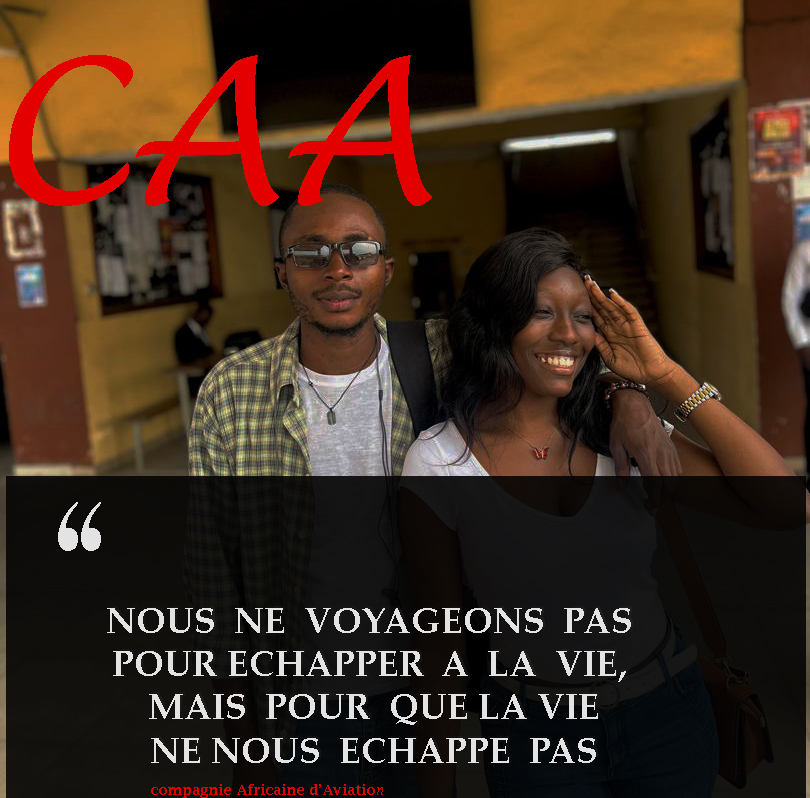 CAA
“
NOUS NE VOYAGEONS PAS
POUR ECHAPPER A LA VIE,
MAIS POUR QUE LA VIE
NE NOUS ECHAPPE PAS
compagnie Africaine d'Aviation